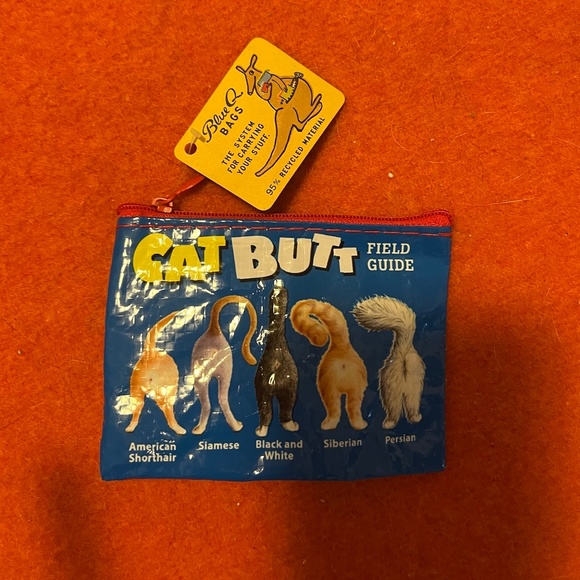 Blue Q
BAGS
THE SYSTEM
FOR CARRYING
YOUR STUFF.
95% RECYCLED MATERIAL
CAT BUTT
FIELD
GUIDE
American
Shorthair
Siamese
Black and
White
Siberian
Persian